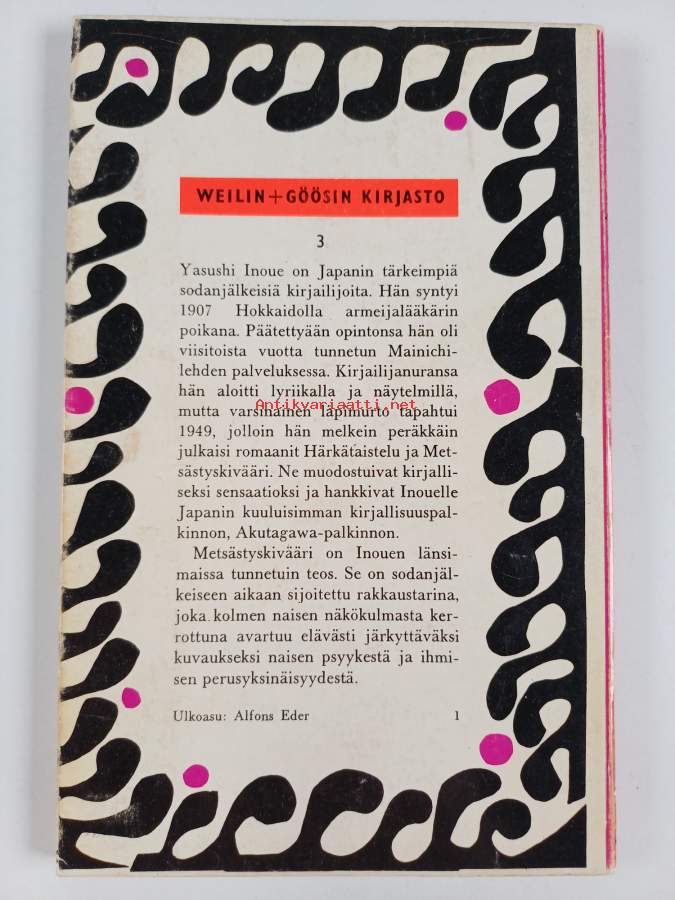 WEILIN+GÖÖSIN KIRJASTO
3
Yasushi Inoue on Japanin tärkeimpiä
sodanjälkeisiä kirjailijoita. Hän syntyi
1907 Hokkaidolla armeijalääkärin
poikana. Päätettyään opintonsa hän oli
viisitoista vuotta tunnetun Mainichi-
lehden palveluksessa. Kirjailijanuransa
hän aloitti lyriikalla ja näytelmillä,
Antikvariaatti.net
mutta varsinainen läpimurto tapahtui
1949, jolloin hän melkein peräkkäin
julkaisi romaanit Härkätaistelu ja Met-
sästyskivääri. Ne muodostuivat kirjalli-
seksi sensaatioksi ja hankkivat Inouelle
Japanin kuuluisimman kirjallisuuspal-
kinnon, Akutagawa-palkinnon.
Metsästyskivääri on Inouen länsi-
maissa tunnetuin teos. Se on sodanjäl-
keiseen aikaan sijoitettu rakkaustarina,
joka kolmen naisen näkökulmasta ker-
rottuna avartuu elävästi järkyttäväksi
kuvaukseksi naisen psyykestä ja ihmi-
sen perusyksinäisyydestä.
Ulkoasu: Alfons Eder 1